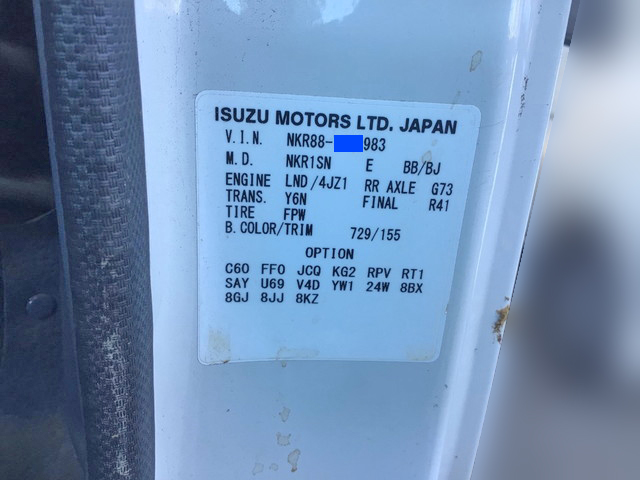 ISUZU MOTORS LTD. JAPAN
V.I.N. NKR88- 983
M.D. NKR1SN E BB/BJ
ENGINE LND/4JZ1 RR AXLE G73
TRANS. Y6N FINAL R41
TIRE FPW
B.COLOR/TRIM 729/155
OPTION
C60 FF0 JCQ KG2 RPV RT1
SAY U69 V4D YW1 24W 8BX
8GJ 8JJ 8KZ